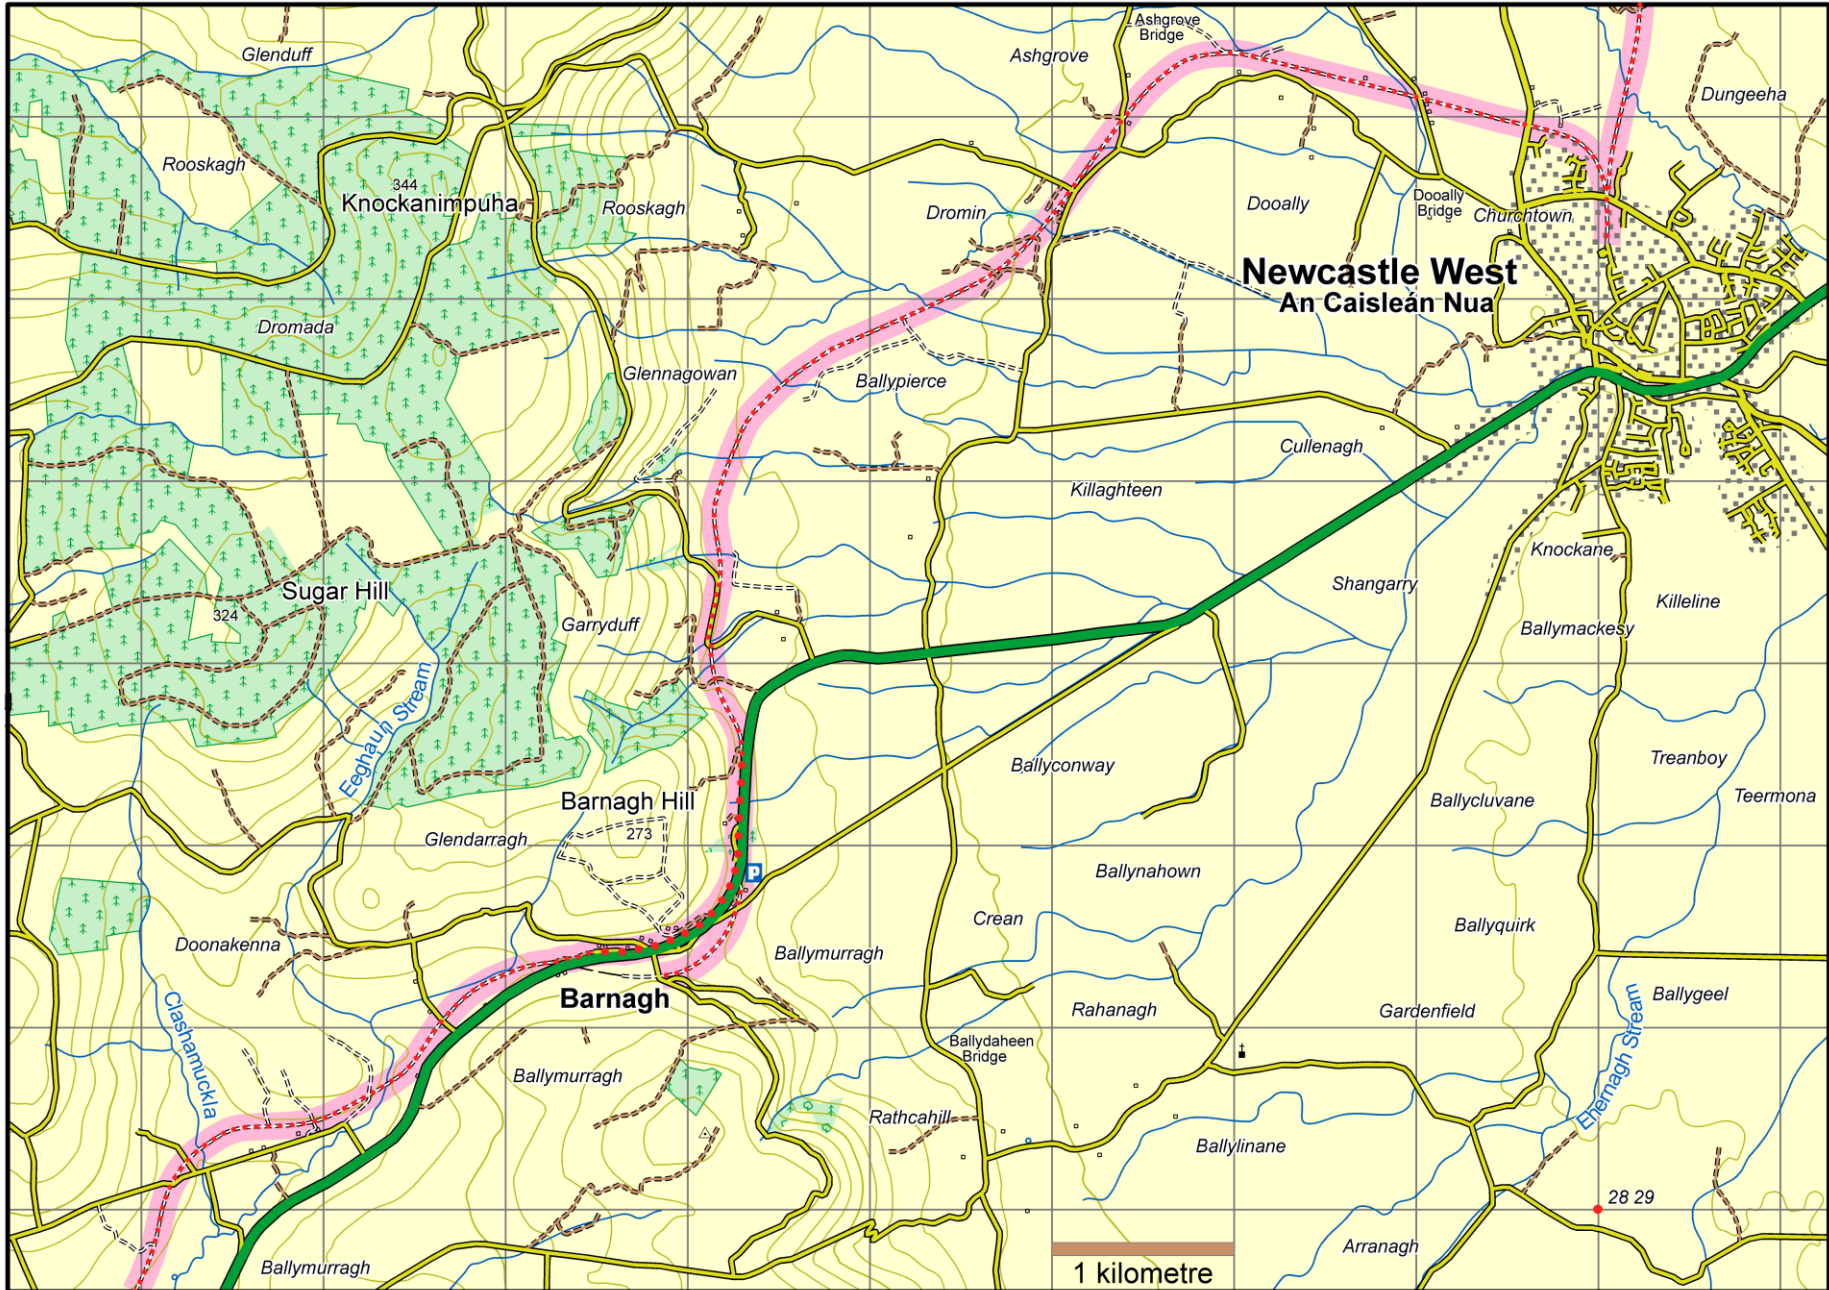 Glenduff
Ashgrove
Ashgrove
Bridge
Dungeeha
Rooskagh
344
Knockanimpuha
Rooskagh
Dromin
Dooally
Dooally
Bridge
Churchtown
Newcastle West
An Caisleán Nua
Dromada
Glennagowan
Ballypierce
Cullenagh
Killaghteen
Knockane
Shangarry
Sugar Hill
324
Garryduff
Killeline
Ballymackesy
Eeghaun Stream
Ballyconway
Treanboy
Teermona
Ballycluvane
Barnagh Hill
273
Glendarragh
P
Ballynahown
Crean
Ballyquirk
Doonakenna
Ballymurragh
Barnagh
Clashamuckla
Rahanagh
Gardenfield
Ballygeel
Ballydaheen
Bridge
Ehernagh Stream
Ballymurragh
Rathcahill
Ballylinane
28 29
Arranagh
Ballymurragh
1 kilometre